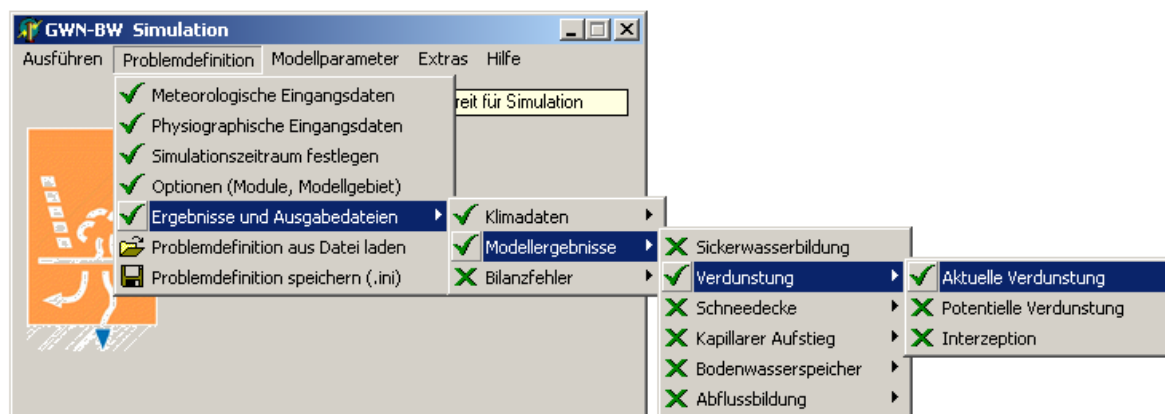 GWN-BW Simulation
Ausführen Problemdefinition Modellparameter Extras Hilfe
Meteorologische Eingangsdaten
reit für Simulation
Physiographische Eingangsdaten
Simulationszeitraum festlegen
Optionen (Module, Modellgebiet)
Ergebnisse und Ausgabedateien
Klimadaten
Problemdefinition aus Datei laden
Modellergebnisse
Sickerwasserbildung
Problemdefinition speichern (.ini)
Bilanzfehler
Verdunstung
Aktuelle Verdunstung
Schneedecke
Potentielle Verdunstung
Kapillarer Aufstieg
Interzeption
Bodenwasserspeicher
Abflussbildung